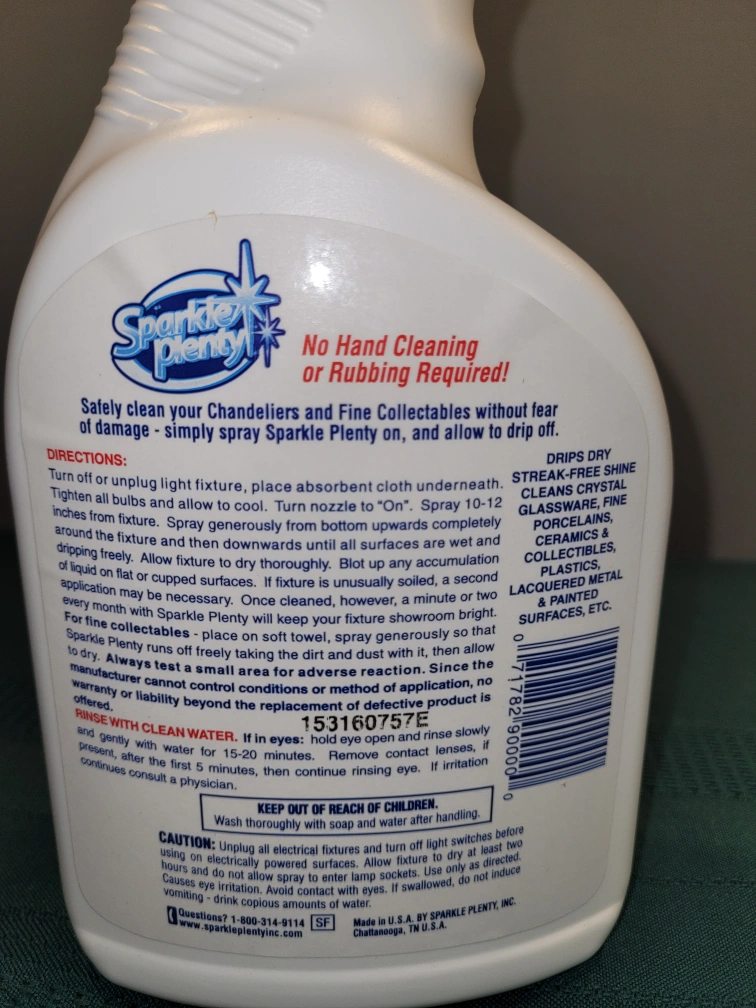 Sparkle
Plenty!
No Hand Cleaning
or Rubbing Required!
Safely clean your Chandeliers and Fine Collectables without fear
of damage - simply spray Sparkle Plenty on, and allow to drip off.
DIRECTIONS:
Turn off or unplug light fixture, place absorbent cloth underneath.
Tighten all bulbs and allow to cool. Turn nozzle to "On". Spray 10-12
inches from fixture. Spray generously from bottom upwards completely
around the fixture and then downwards until all surfaces are wet and
dripping freely. Allow fixture to dry thoroughly. Blot up any accumulation
of liquid on flat or cupped surfaces. If fixture is unusually soiled, a second
application may be necessary. Once cleaned, however, a minute or two
every month with Sparkle Plenty will keep your fixture showroom bright.
For fine collectables - place on soft towel, spray generously so that
Sparkle Plenty runs off freely taking the dirt and dust with it, then allow
to dry. Always test a small area for adverse reaction. Since the
manufacturer cannot control conditions or method of application, no
warranty or liability beyond the replacement of defective product is
offered.
153160757E
RINSE WITH CLEAN WATER. If in eyes: hold eye open and rinse slowly
and gently with water for 15-20 minutes. Remove contact lenses, if
present, after the first 5 minutes, then continue rinsing eye. If irritation
continues consult a physician.
DRIPS DRY
STREAK-FREE SHINE
CLEANS CRYSTAL
GLASSWARE, FINE
PORCELAINS,
CERAMICS &
COLLECTIBLES,
PLASTICS,
LACQUERED METAL
& PAINTED
SURFACES, ETC.
0 71782 90000 0
KEEP OUT OF REACH OF CHILDREN.
Wash thoroughly with soap and water after handling.
CAUTION: Unplug all electrical fixtures and turn off light switches before
using on electrically powered surfaces. Allow fixture to dry at least two
hours and do not allow spray to enter lamp sockets. Use only as directed.
Causes eye irritation. Avoid contact with eyes. If swallowed, do not induce
vomiting - drink copious amounts of water.
Questions? 1-800-314-9114
www.sparkleplentyinc.com
SF
Made in U.S.A. BY SPARKLE PLENTY, INC.
Chattanooga, TN U.S.A.